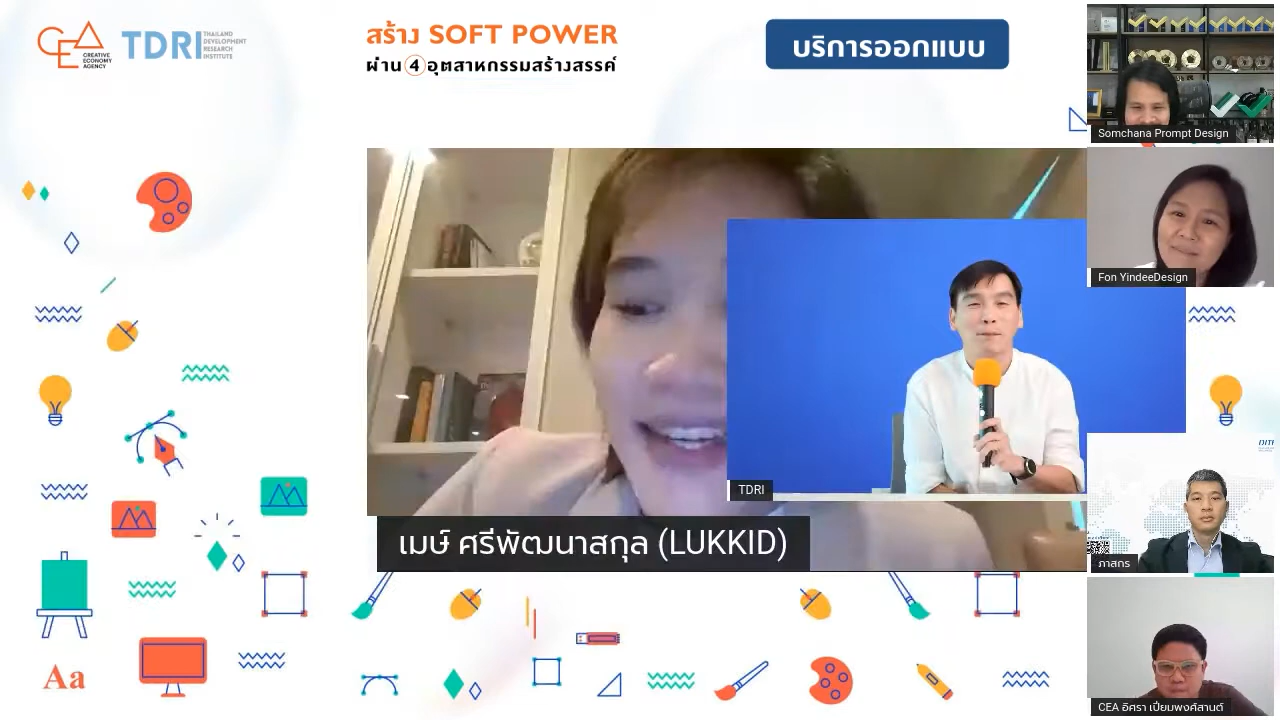 CEA
CREATIVE
ECONOMY
AGENCY
TDRI
THAILAND
DEVELOPMENT
RESEARCH
INSTITUTE
สร้าง SOFT POWER
ผ่าน 4 อุตสาหกรรมสร้างสรรค์
บริการออกแบบ
Somchana Prompt Design
Fon YindeeDesign
TDRI
เมษ์ ศรีพัฒนาสกุล (LUKKID)
ภาสกร
CEA อิศรา เปี่ยมพงศ์สานต์
Aa